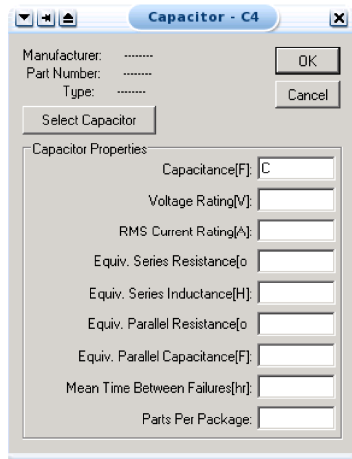 Capacitor - C4
Manufacturer: --------
Part Number: --------
Type: --------
OK
Cancel
Select Capacitor
Capacitor Properties
Capacitance[F]: C
Voltage Rating[V]:
RMS Current Rating[A]:
Equiv. Series Resistance[o
Equiv. Series Inductance[H]:
Equiv. Parallel Resistance[o
Equiv. Parallel Capacitance[F]:
Mean Time Between Failures[hr]:
Parts Per Package: